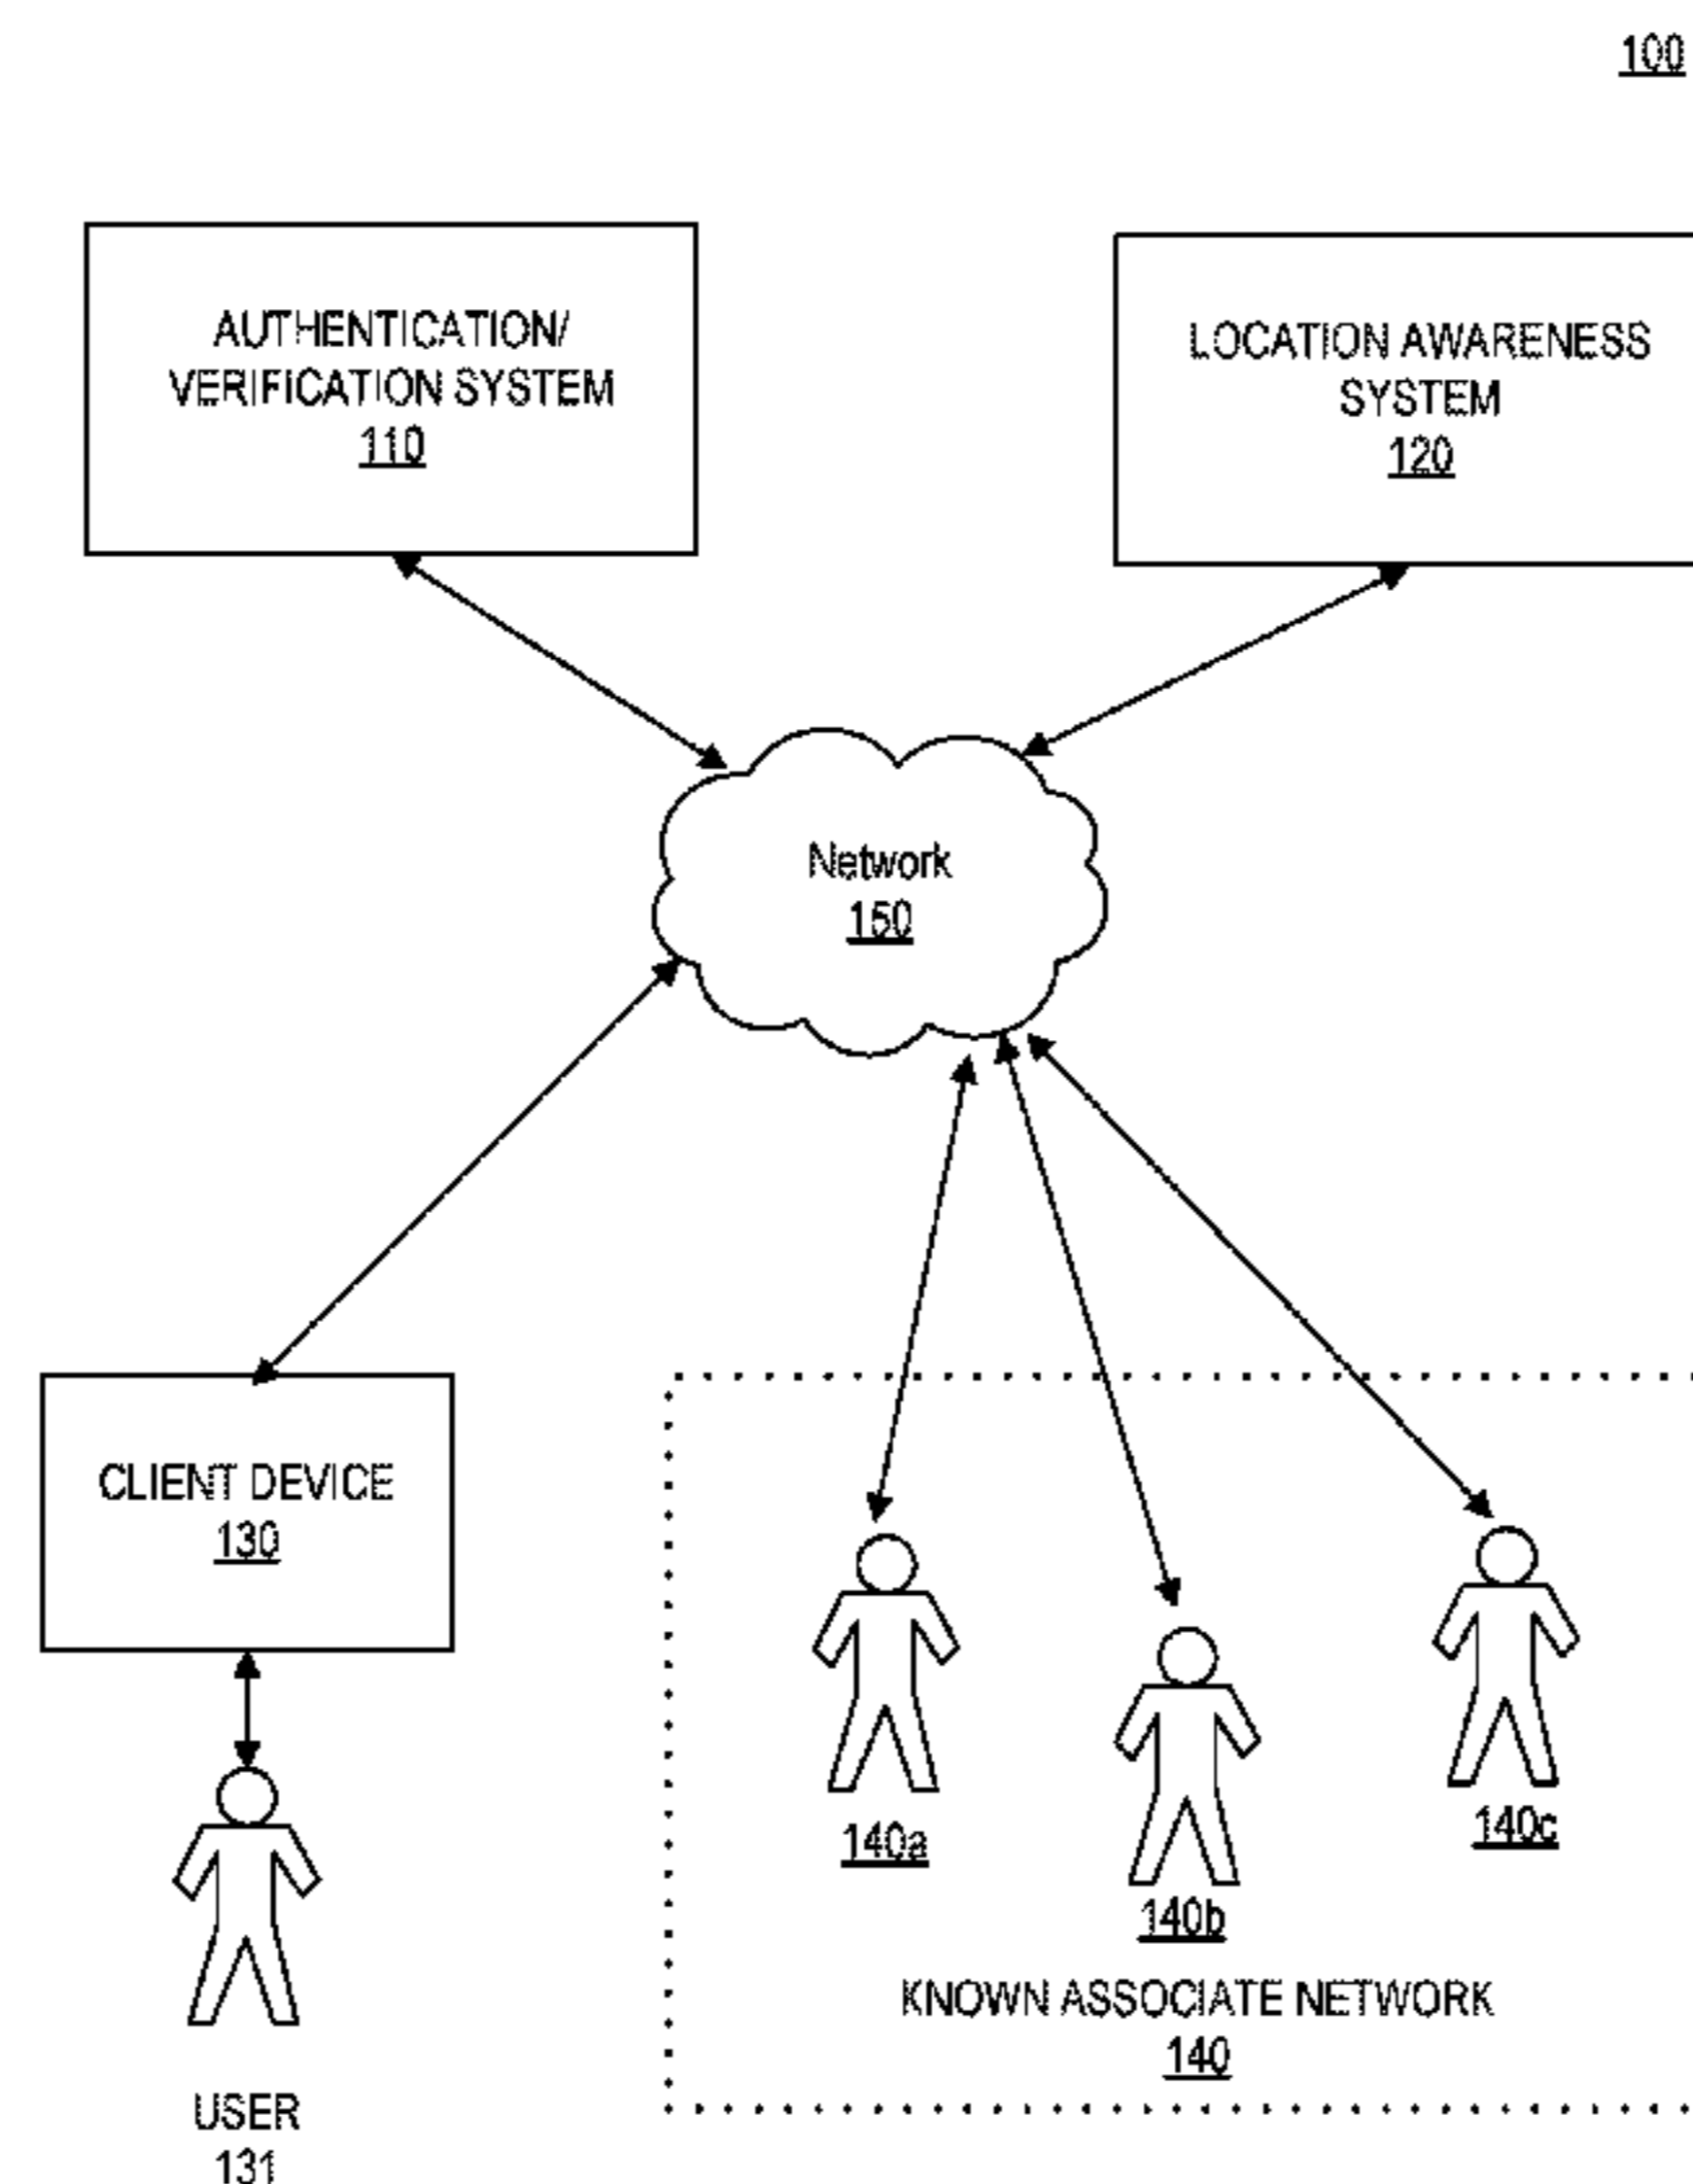 100
AUTHENTICATION/
VERIFICATION SYSTEM
110
LOCATION AWARENESS
SYSTEM
120
Network
150
CLIENT DEVICE
130
140a
140b
140c
KNOWN ASSOCIATE NETWORK
140
USER
131